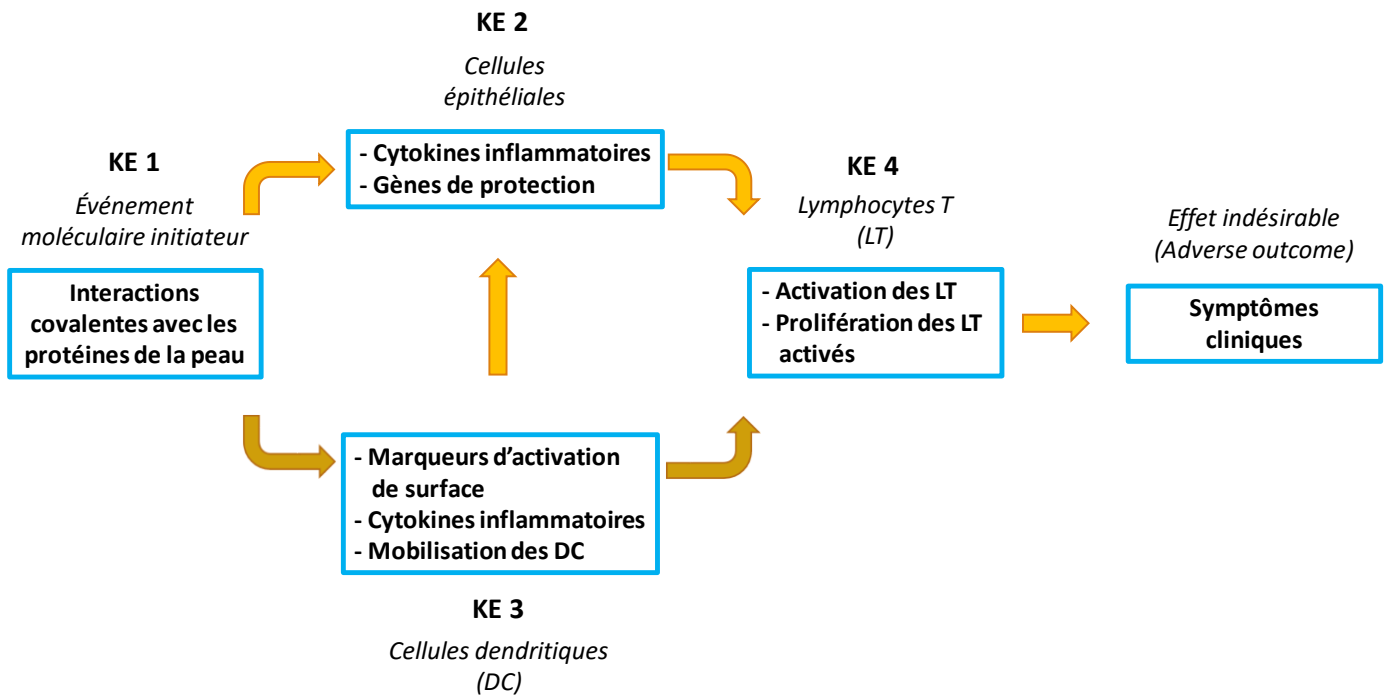 KE 1
Événement
moléculaire initiateur
Interactions
covalentes avec les
protéines de la peau
KE 2
Cellules
épithéliales
- Cytokines inflammatoires
- Gènes de protection
- Marqueurs d’activation
de surface
- Cytokines inflammatoires
- Mobilisation des DC
KE 3
Cellules dendritiques
(DC)
KE 4
Lymphocytes T
(LT)
- Activation des LT
- Prolifération des LT
activés
Effet indésirable
(Adverse outcome)
Symptômes
cliniques